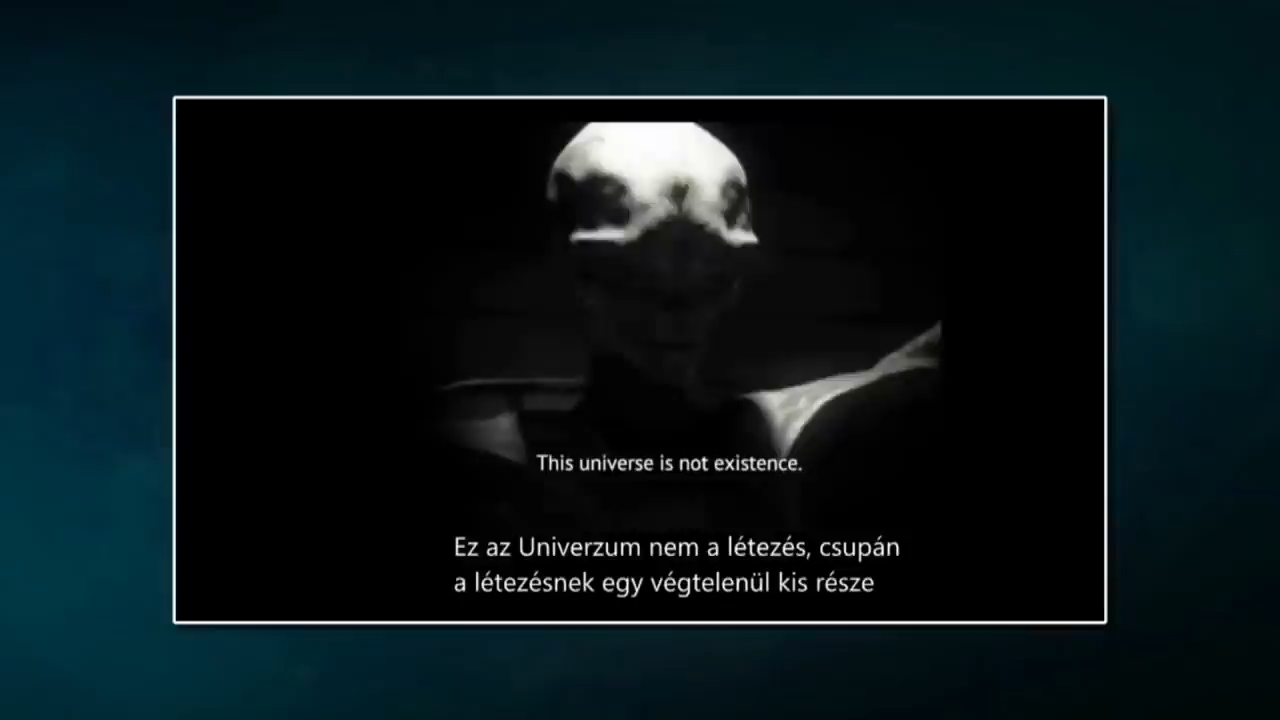 This universe is not existence.
Ez az Univerzum nem a létezés, csupán
a létezésnek egy végtelenül kis része